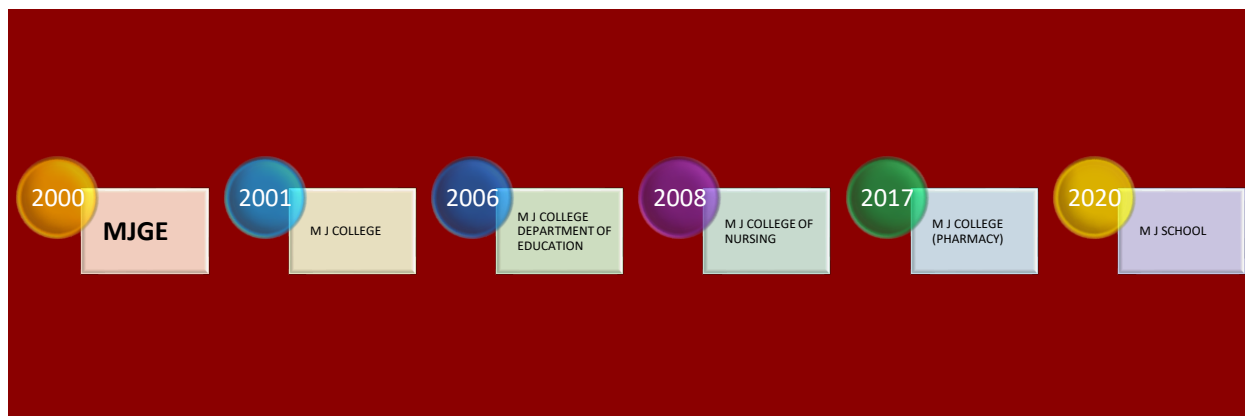 2000
MJGE
2001
M J COLLEGE
2006
M J COLLEGE
DEPARTMENT OF
EDUCATION
2008
M J COLLEGE OF
NURSING
2017
M J COLLEGE
(PHARMACY)
2020
M J SCHOOL